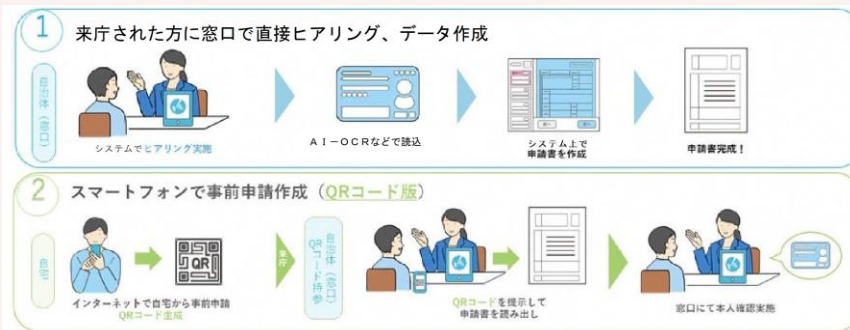 1
来庁された方に窓口で直接ヒアリング、データ作成
自治体（窓口）
システムでヒアリング実施
AI－OCRなどで読込
システム上で
申請書を作成
申請書完成！
2
スマートフォンで事前申請作成（QRコード版）
自宅
QR
インターネットで自宅から事前申請
QRコード生成
来庁
自治体（窓口）
QRコード持参
QRコードを提示して
申請書を読み出し
窓口にて本人確認実施